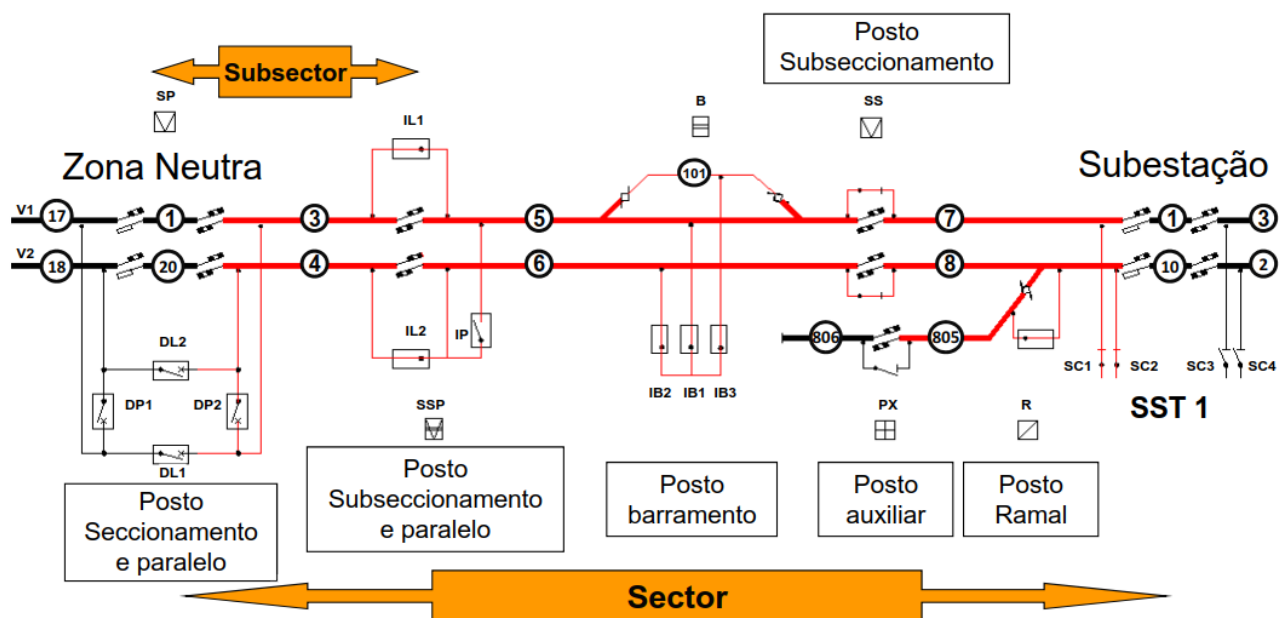 Posto
Subseccionamento
Subsector
SP
B
SS
IL1
Zona Neutra
101
Subestação
V1
17
1
3
5
7
1
3
V2
18
20
4
6
8
10
2
IL2
IP
806
805
DL2
DP1
DP2
SC1
SC2
SC3
SC4
IB2
IB1
IB3
SST 1
SSP
PX
R
DL1
Posto
Seccionamento
e paralelo
Posto
Subseccionamento
e paralelo
Posto
barramento
Posto
auxiliar
Posto
Ramal
Sector